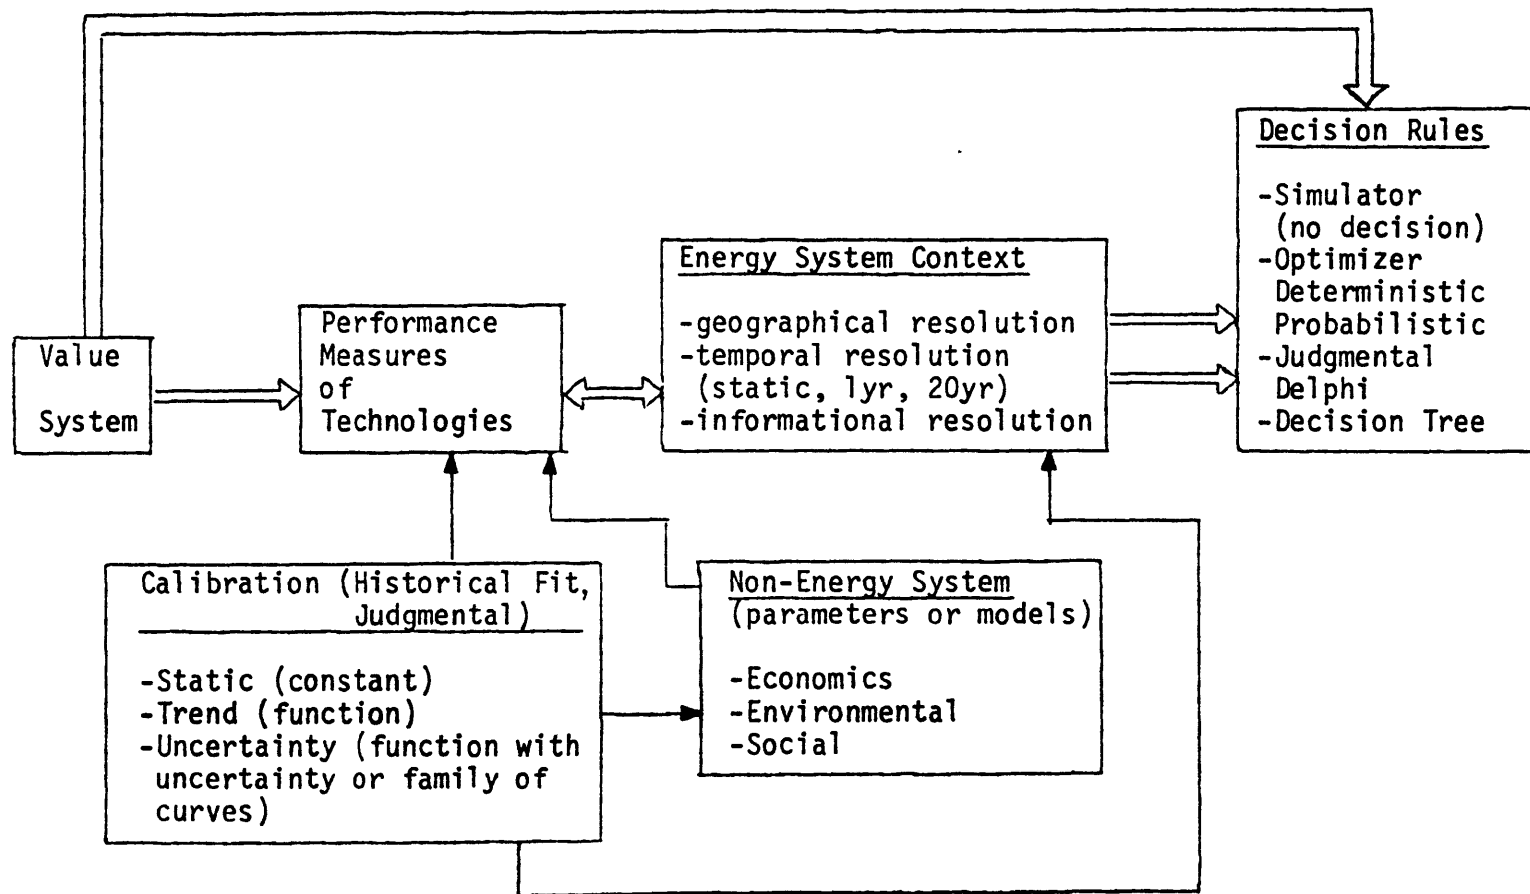 Decision Rules
-Simulator
(no decision)
-Optimizer
Deterministic
Probabilistic
-Judgmental
Delphi
-Decision Tree
Energy System Context
-geographical resolution
-temporal resolution
(static, 1yr, 20yr)
-informational resolution
Performance
Measures
of
Technologies
Value
System
Calibration (Historical Fit,
Judgmental)
-Static (constant)
-Trend (function)
-Uncertainty (function with
uncertainty or family of
curves)
Non-Energy System
(parameters or models)
-Economics
-Environmental
-Social